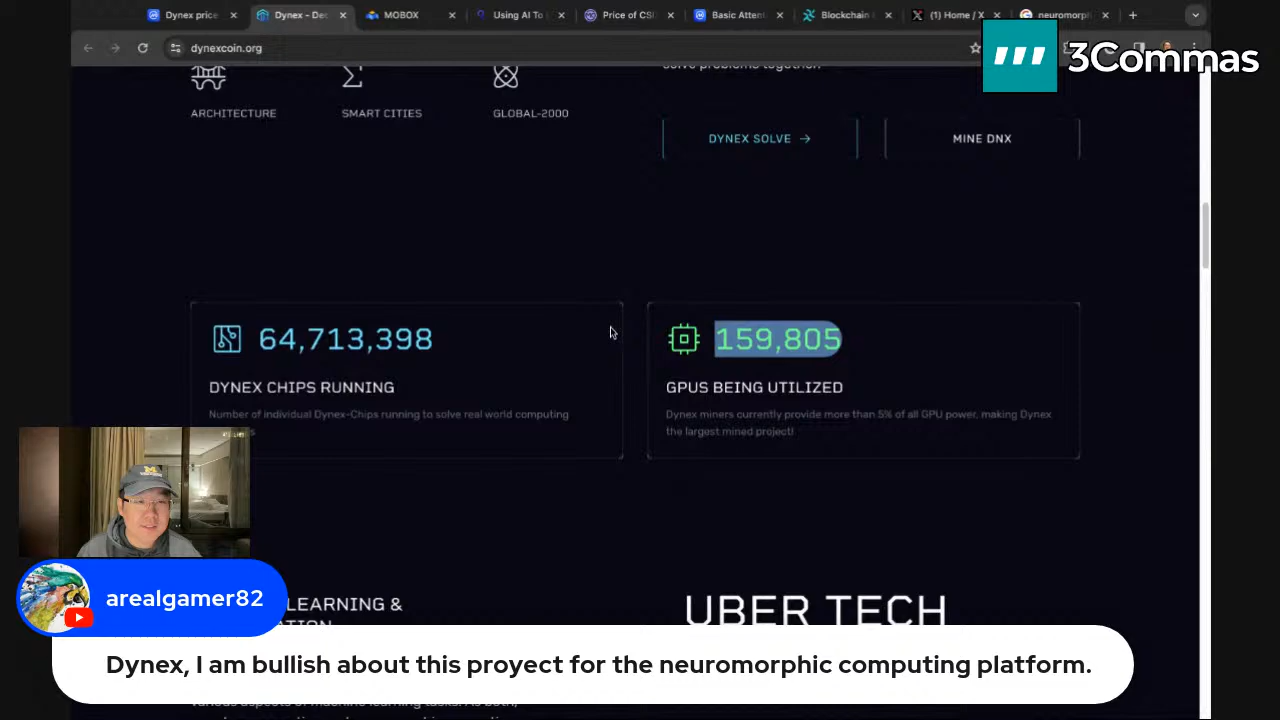 Dynex price
Dynex - Dec
MOBOX
Using AI To
Price of CS
Basic Atten
Blockchain &
(1) Home / X
neuromorph
dynexcoin.org
3Commas
solve problems together
ARCHITECTURE
SMART CITIES
GLOBAL-2000
DYNEX SOLVE →
MINE DNX
64,713,398
DYNEX CHIPS RUNNING
Number of individual Dynex-Chips running to solve real world computing
159,805
GPUS BEING UTILIZED
Dynex miners currently provide more than 5% of all GPU power, making Dynex
the largest mined project!
LEARNING &
UBER TECH
arealgamer82
Dynex, I am bullish about this proyect for the neuromorphic computing platform.